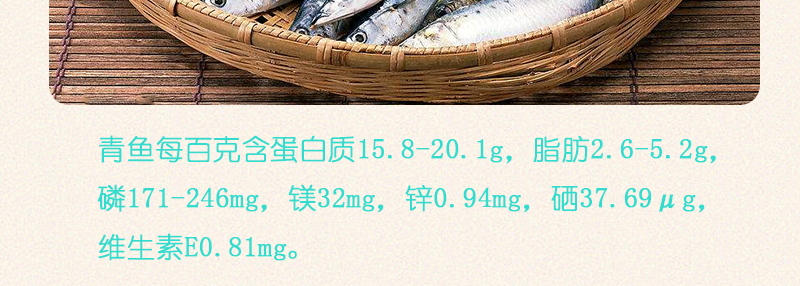 青鱼每百克含蛋白质15.8-20.1g，脂肪2.6-5.2g，
磷171-246mg，镁32mg，锌0.94mg，硒37.69μg，
维生素E0.81mg。